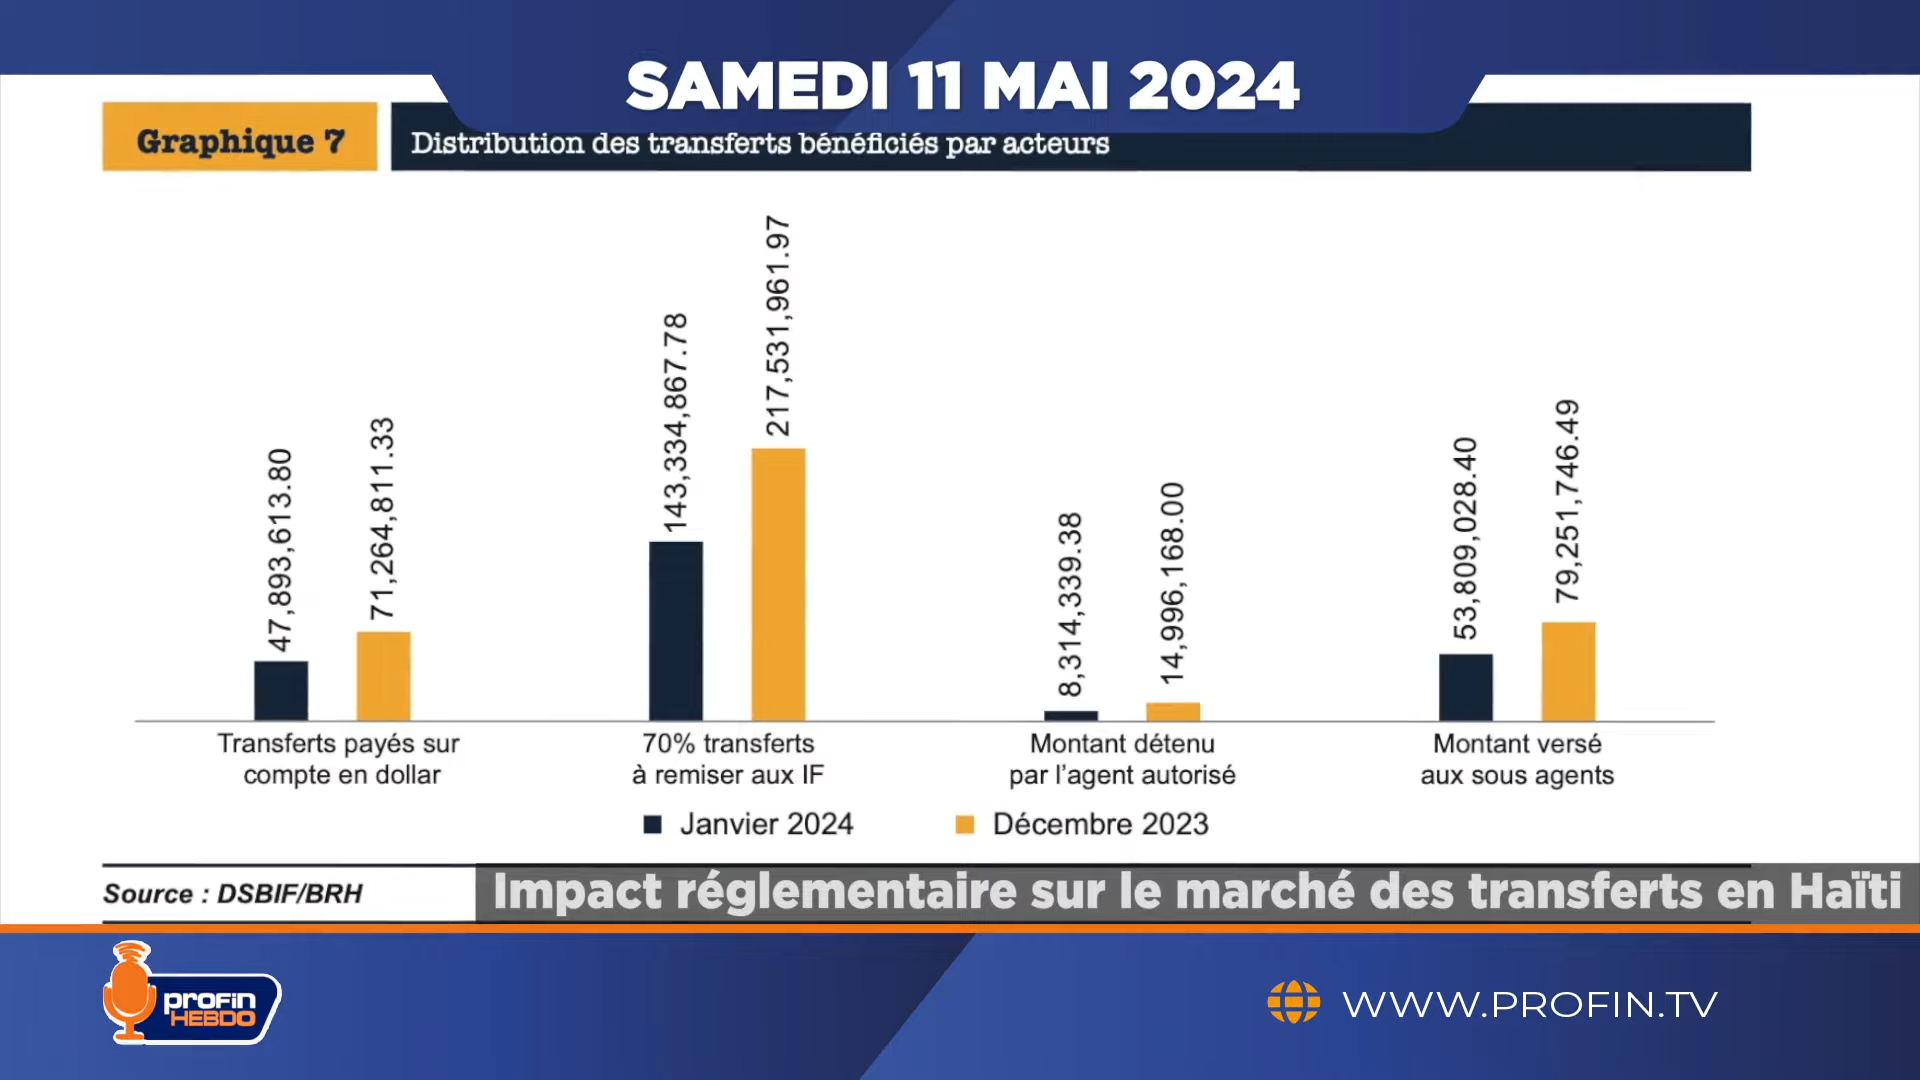 SAMEDI 11 MAI 2024
Graphique 7
Distribution des transferts bénéficiés par acteurs
47,893,613.80
71,264,811.33
143,334,867.78
217,531,961.97
8,314,339.38
14,996,168.00
53,809,028.40
79,251,746.49
Transferts payés sur
compte en dollar
70% transferts
à remiser aux IF
Montant détenu
par l'agent autorisé
Montant versé
aux sous agents
Janvier 2024
Décembre 2023
Source : DSBIF/BRH
Impact réglementaire sur le marché des transferts en Haïti
PROFIN
HEBDO
WWW.PROFIN.TV